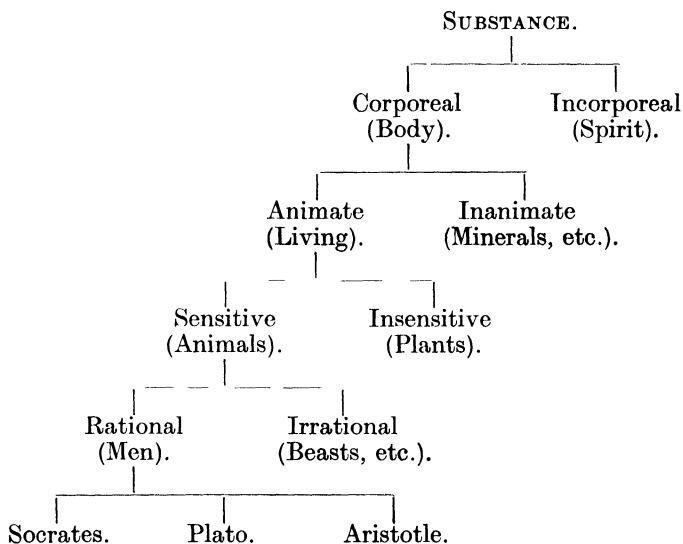 SUBSTANCE.
Corporeal Incorporeal
(Body). (Spirit).
Animate Inanimate
(Living). (Minerals, etc.).
Sensitive Insensitive
(Animals). (Plants).
Rational Irrational
(Men). (Beasts, etc.).
Socrates. Plato. Aristotle.